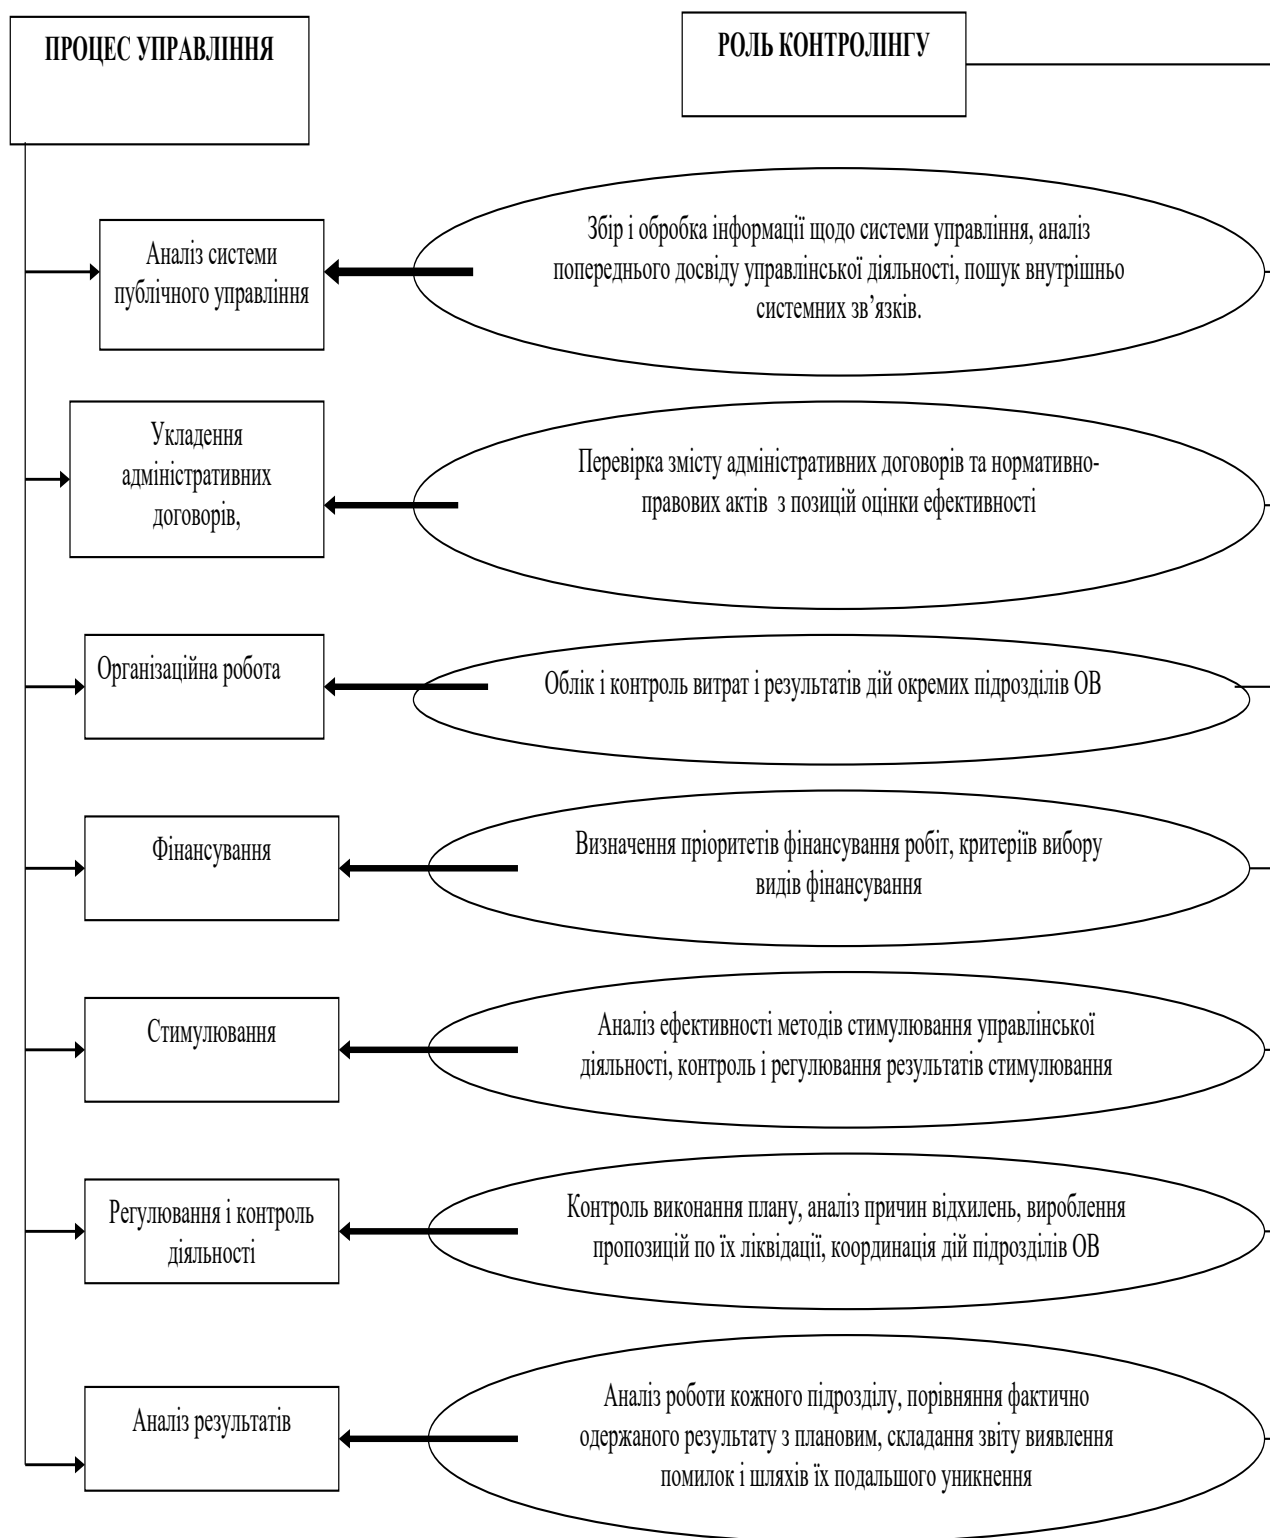 ПРОЦЕС УПРАВЛІННЯ
РОЛЬ КОНТРОЛІНГУ
Аналіз системи
публічного управління
Збір і обробка інформації щодо системи управління, аналіз
попереднього досвіду управлінської діяльності, пошук внутрішньо
системних зв’язків.
Укладення
адміністративних
договорів,
Перевірка змісту адміністративних договорів та нормативно-
правових актів з позицій оцінки ефективності
Організаційна робота
Облік і контроль витрат і результатів дій окремих підрозділів ОВ
Фінансування
Визначення пріоритетів фінансування робіт, критеріїв вибору
видів фінансування
Стимулювання
Аналіз ефективності методів стимулювання управлінської
діяльності, контроль і регулювання результатів стимулювання
Регулювання і контроль
діяльності
Контроль виконання плану, аналіз причин відхилень, вироблення
пропозицій по їх ліквідації, координація дій підрозділів ОВ
Аналіз результатів
Аналіз роботи кожного підрозділу, порівняння фактично
одержаного результату з плановим, складання звіту виявлення
помилок і шляхів їх подальшого уникнення